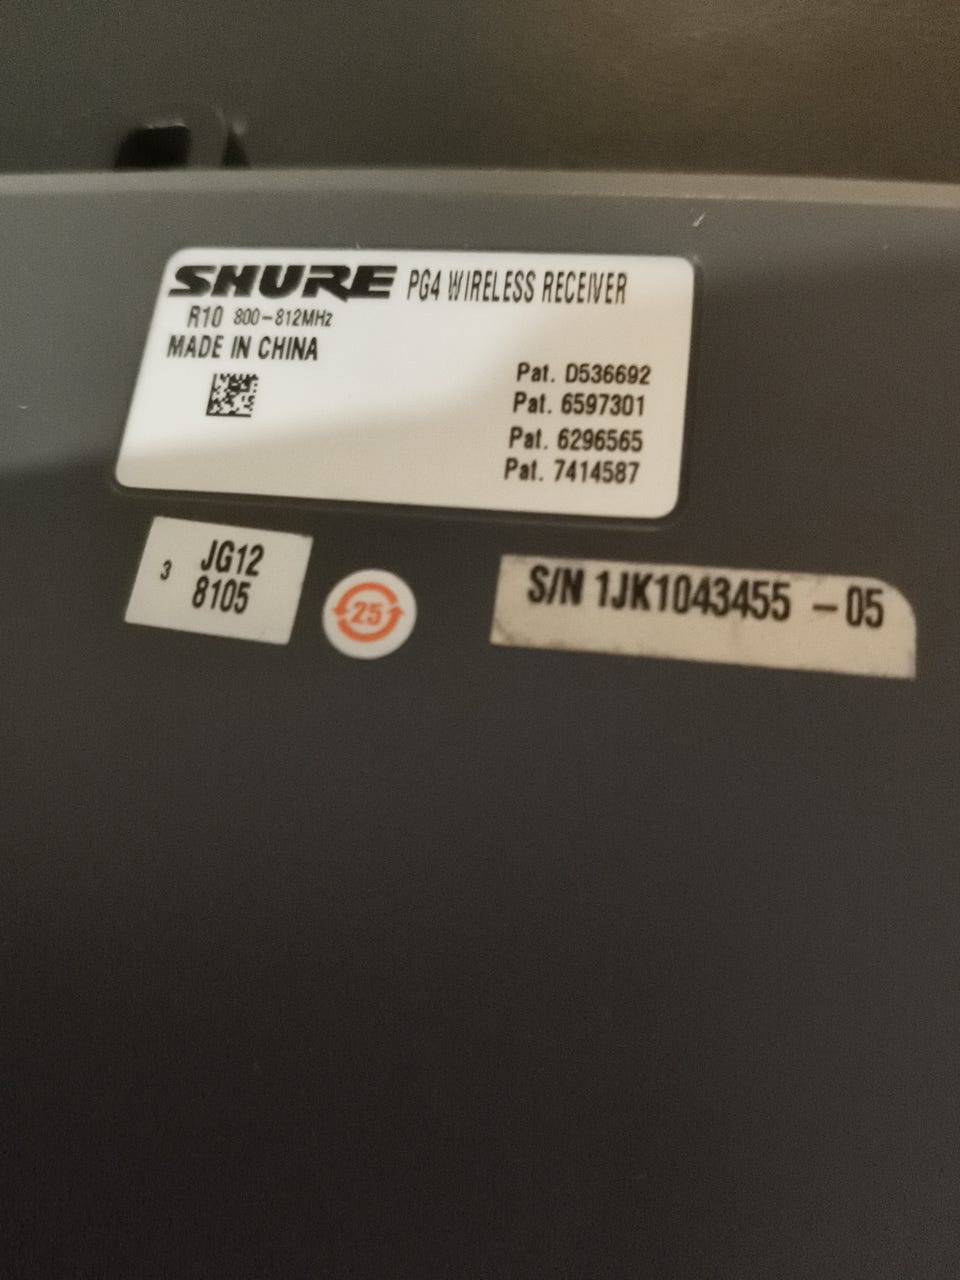 SHURE PG4 WIRELESS RECEIVER
R10 800-812MHz
MADE IN CHINA
Pat. D536692
Pat. 6597301
Pat. 6296565
Pat. 7414587
3 JG12
8105
25
S/N 1JK1043455 -05